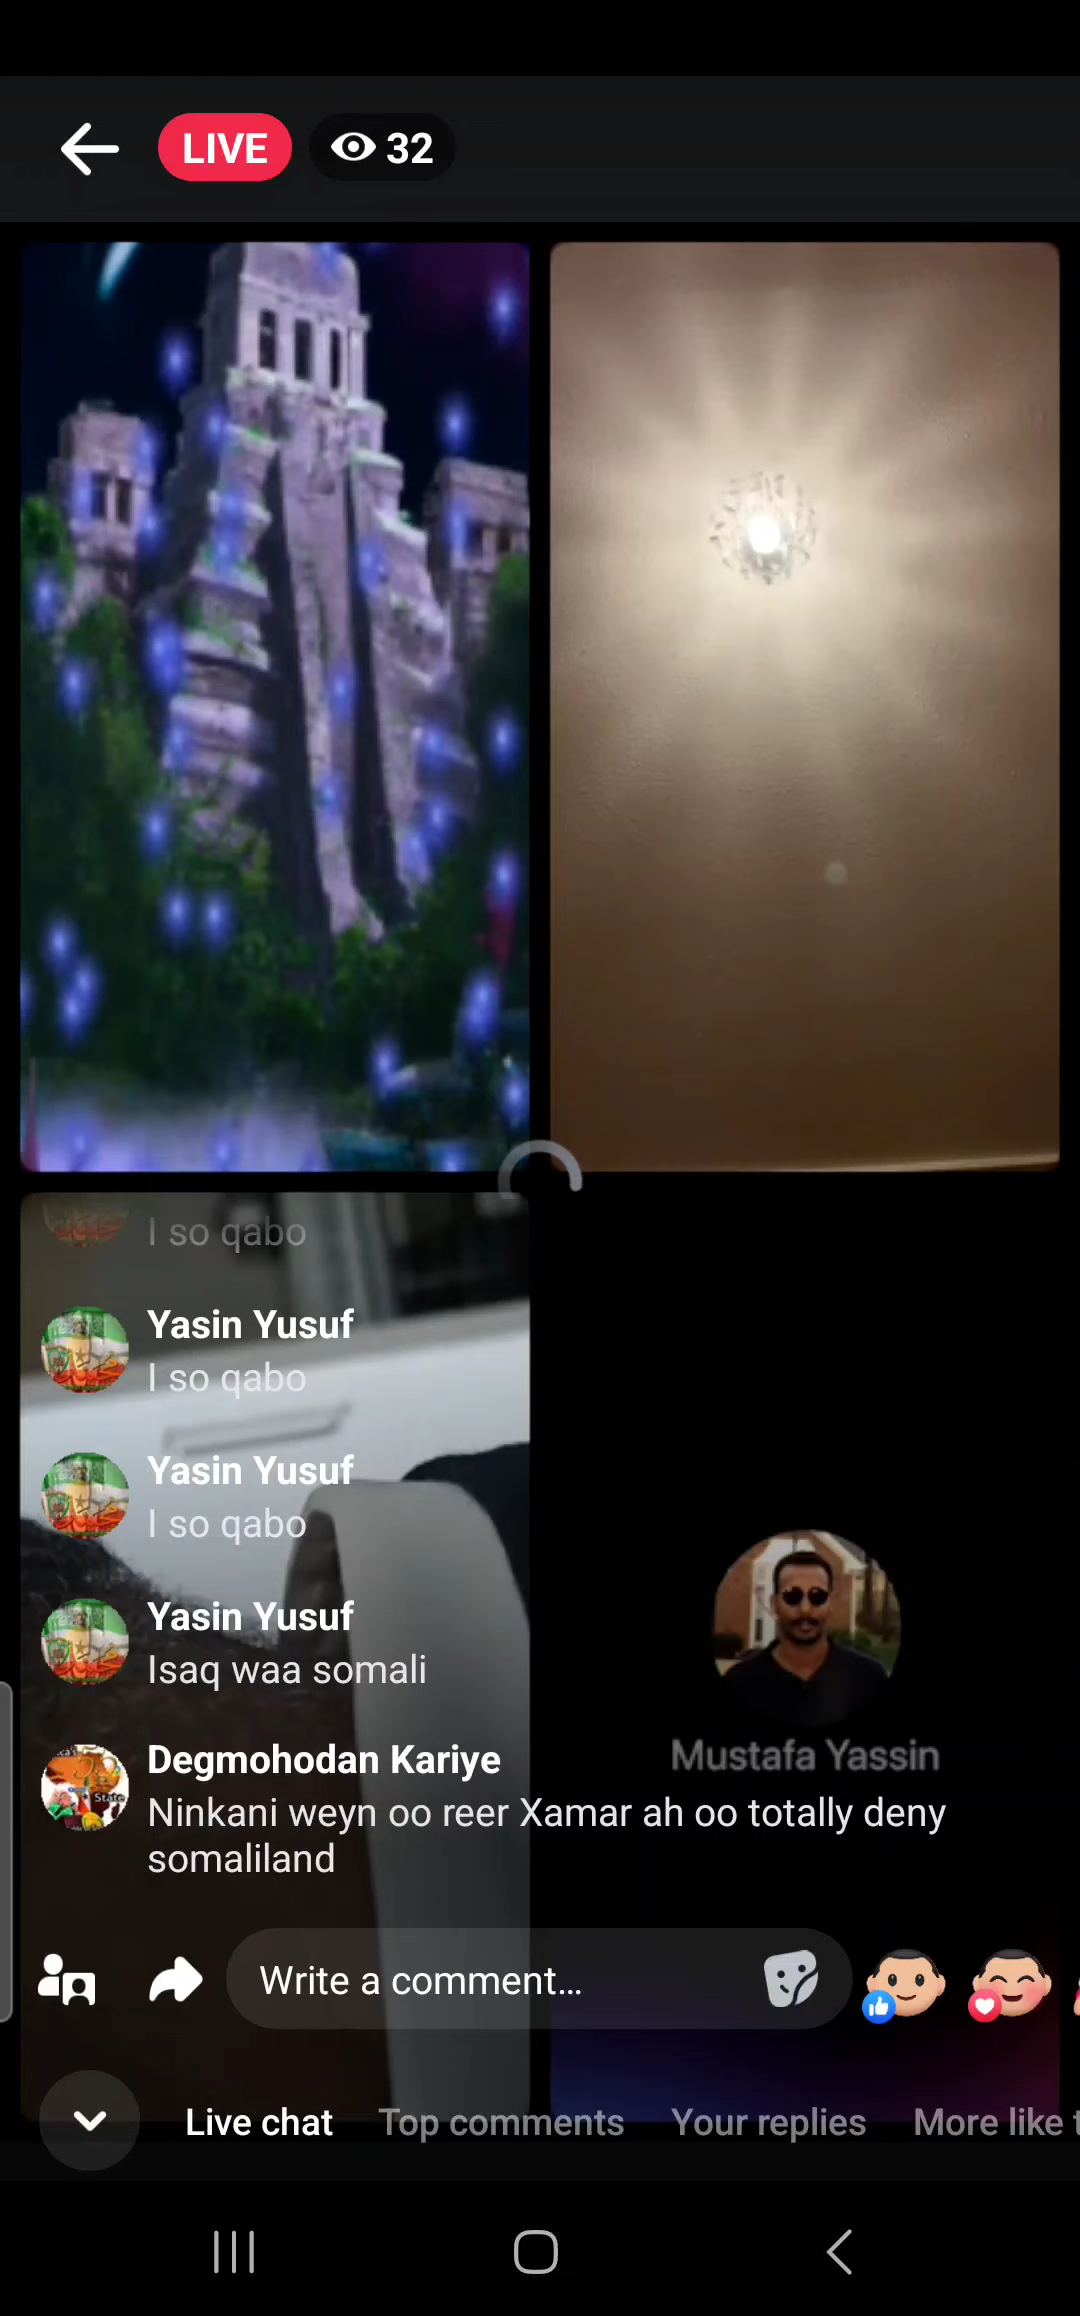 LIVE 32
I so qabo
Yasin Yusuf
I so qabo
Yasin Yusuf
I so qabo
Yasin Yusuf
Isaq waa somali
Degmohodan Kariye
Ninkani weyn oo reer Xamar ah oo totally deny
somaliland
Mustafa Yassin
Write a comment...
Live chat Top comments Your replies More like